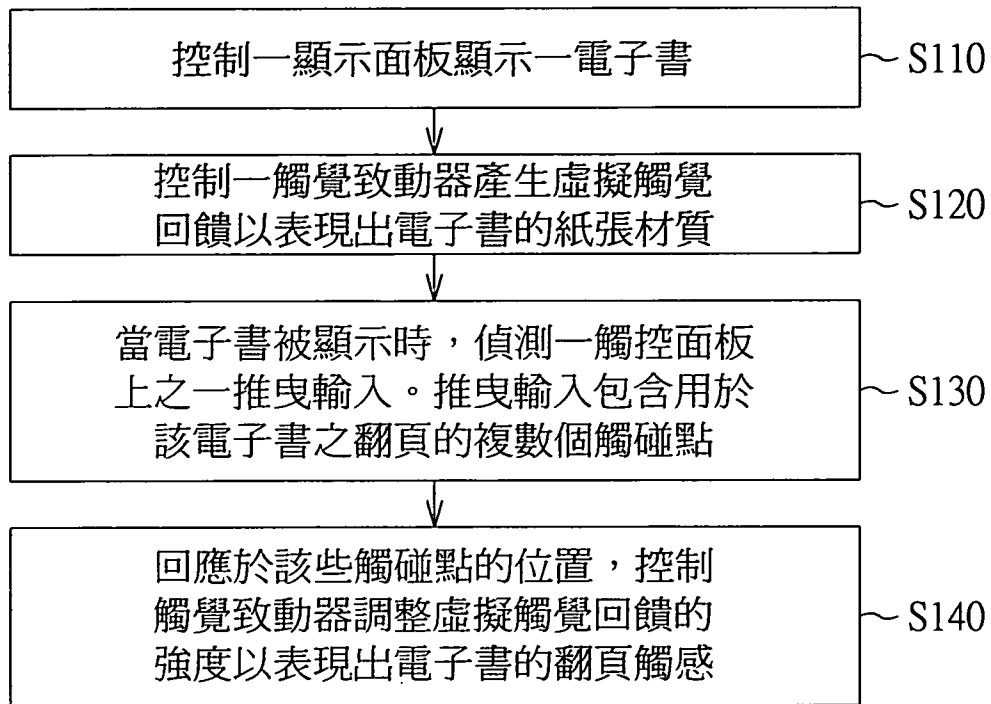 控制一顯示面板顯示一電子書
S110
控制一觸覺致動器產生虛擬觸覺
回饋以表現出電子書的紙張材質
S120
當電子書被顯示時，偵測一觸控面板
上之一推曳輸入。推曳輸入包含用於
該電子書之翻頁的複數個觸碰點
S130
回應於該些觸碰點的位置，控制
觸覺致動器調整虛擬觸覺回饋的
強度以表現出電子書的翻頁觸感
S140